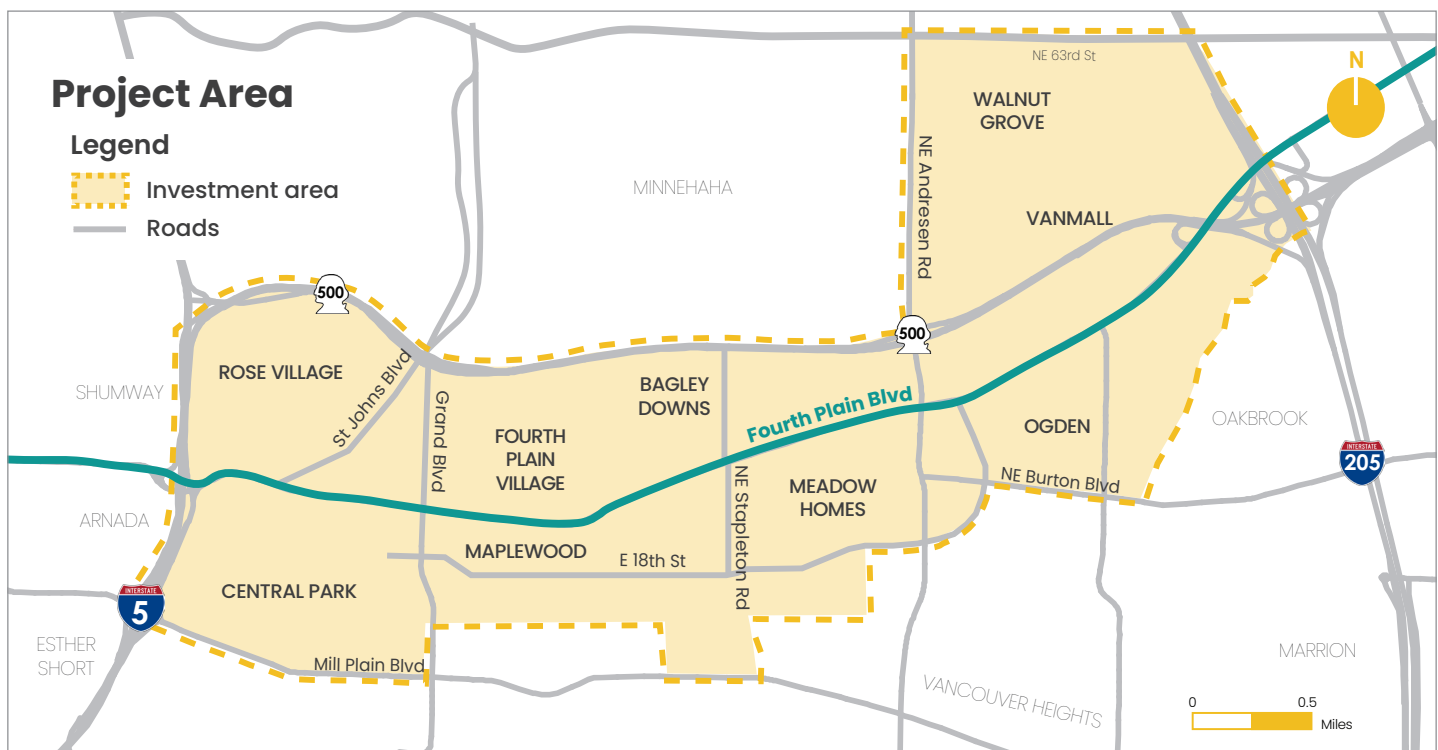 Project Area
Legend
Investment area
Roads
N
NE 63rd St
WALNUT
GROVE
NE Andresen Rd
MINNEHAHA
VANMALL
500
500
ROSE VILLAGE
SHUMWAY
St Johns Blvd
Grand Blvd
BAGLEY
DOWNS
Fourth Plain Blvd
FOURTH
PLAIN
VILLAGE
OGDEN
OAKBROOK
INTERSTATE
205
NE Burton Blvd
MEADOW
HOMES
NE Stapleton Rd
ARNADA
MAPLEWOOD
E 18th St
CENTRAL PARK
INTERSTATE
5
ESTHER
SHORT
Mill Plain Blvd
MARRION
VANCOUVER HEIGHTS
0 0.5
Miles